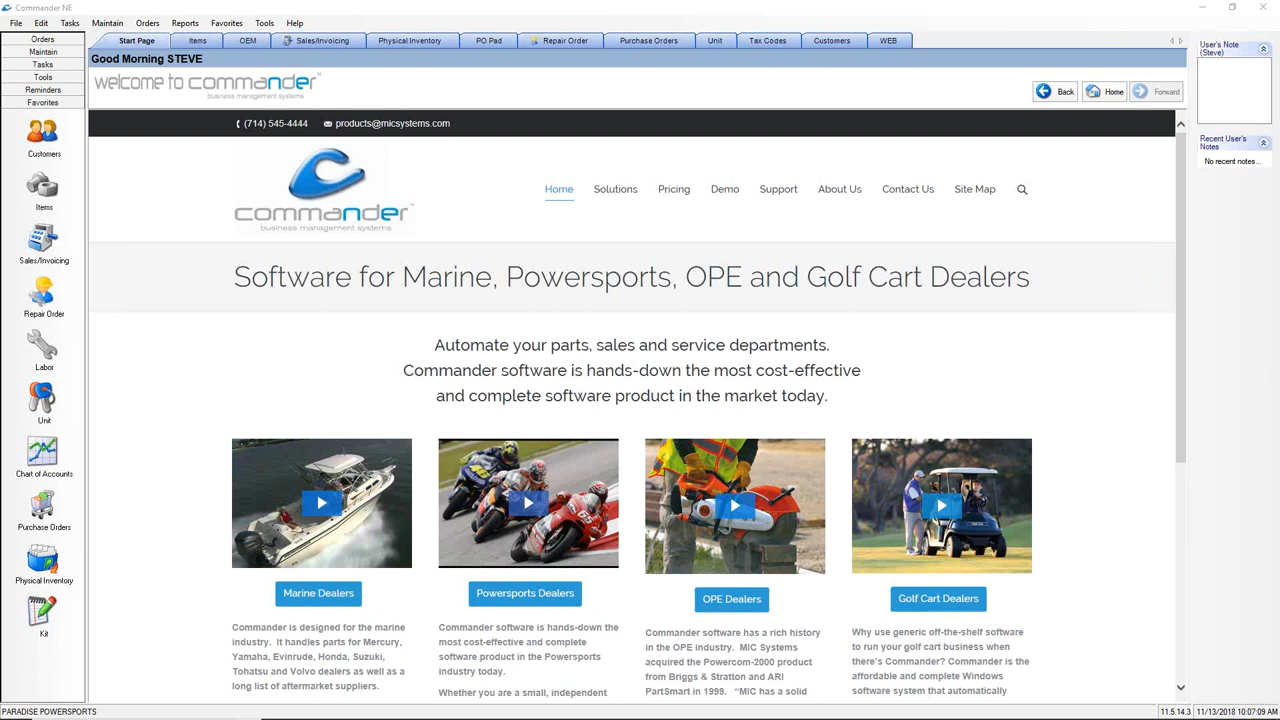 Commander NE
File Edit Tasks Maintain Orders Reports Favorites Tools Help
Orders
Maintain
Tasks
Tools
Reminders
Favorites
Customers
Items
Sales/Invoicing
Repair Order
Labor
Unit
Chart of Accounts
Purchase Orders
Physical Inventory
Kit
Start Page Items OEM Sales/Invoicing Physical Inventory PO Pad Repair Order Purchase Orders Unit Tax Codes Customers WEB
Good Morning STEVE
welcome to commander™
business management systems
Back Home Forward
(714) 545-4444 products@micsystems.com
commander™
business management systems
Home Solutions Pricing Demo Support About Us Contact Us Site Map
Software for Marine, Powersports, OPE and Golf Cart Dealers
Automate your parts, sales and service departments.
Commander software is hands-down the most cost-effective
and complete software product in the market today.
Marine Dealers
Commander is designed for the marine
industry. It handles parts for Mercury,
Yamaha, Evinrude, Honda, Suzuki,
Tohatsu and Volvo dealers as well as a
long list of aftermarket suppliers.
Powersports Dealers
Commander software is hands-down the
most cost-effective and complete
software product in the Powersports
industry today.
Whether you are a small, independent
OPE Dealers
Commander software has a rich history
in the OPE industry. MIC Systems
acquired the Powercom-2000 product
from Briggs & Stratton and ARI
PartSmart in 1999. “MIC has a solid
Golf Cart Dealers
Why use generic off-the-shelf software
to run your golf cart business when
there’s Commander? Commander is the
affordable and complete Windows
software system that automatically
User's Note
(Steve)
Recent User's
Notes
No recent notes...
PARADISE POWERSPORTS
11.5.14.3 11/13/2018 10:07:09 AM